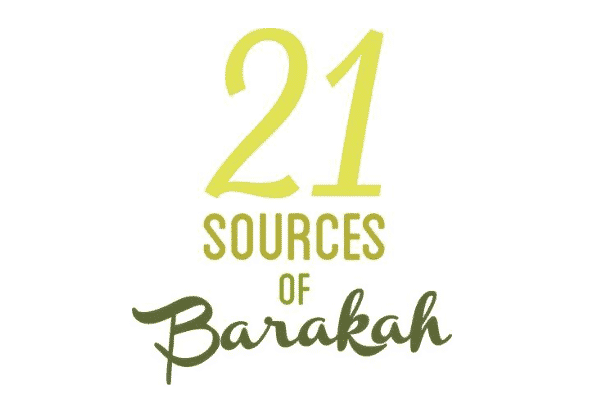 21
SOURCES
OF
Barakah